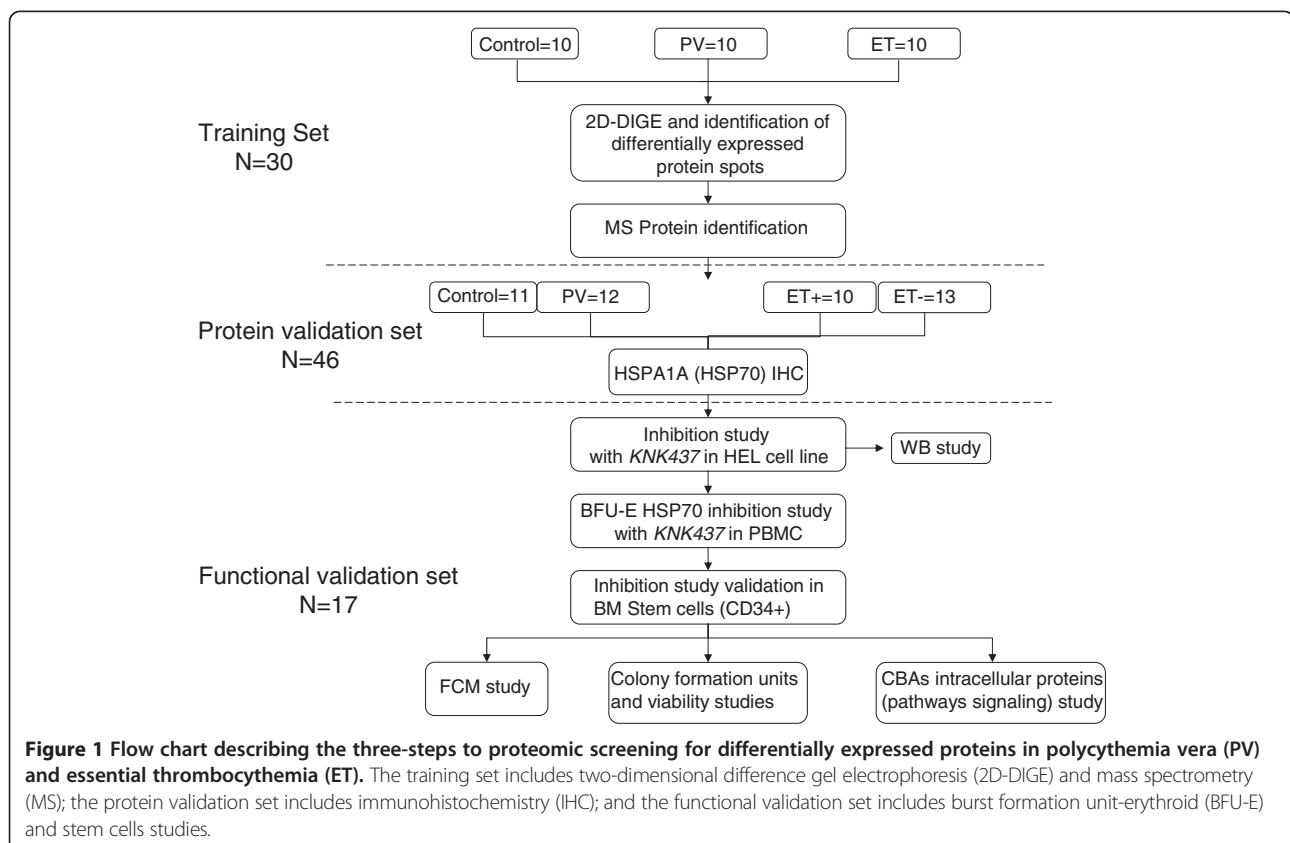 Control=10 PV=10 ET=10
Training Set
N=30
2D-DIGE and identification of
differentially expressed
protein spots
MS Protein identification
Control=11 PV=12 ET+=10 ET-=13
Protein validation set
N=46
HSPA1A (HSP70) IHC
Inhibition study
with KNK437 in HEL cell line
WB study
BFU-E HSP70 inhibition study
with KNK437 in PBMC
Functional validation set
N=17
Inhibition study validation in
BM Stem cells (CD34+)
FCM study
Colony formation units
and viability studies
CBAs intracellular proteins
(pathways signaling) study
Figure 1 Flow chart describing the three-steps to proteomic screening for differentially expressed proteins in polycythemia vera (PV)
and essential thrombocythemia (ET). The training set includes two-dimensional difference gel electrophoresis (2D-DIGE) and mass spectrometry
(MS); the protein validation set includes immunohistochemistry (IHC); and the functional validation set includes burst formation unit-erythroid (BFU-E)
and stem cells studies.